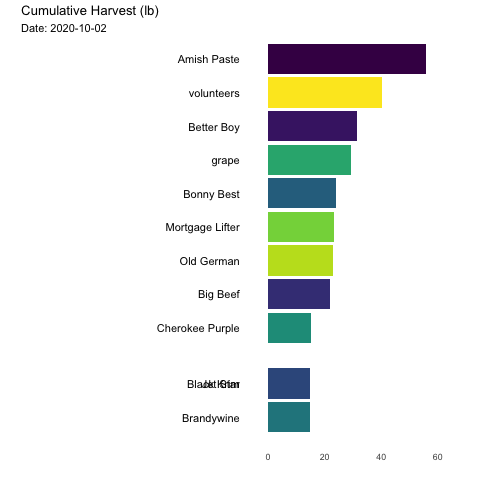 Cumulative Harvest (lb)
Date: 2020-10-02
Amish Paste
volunteers
Better Boy
grape
Bonny Best
Mortgage Lifter
Old German
Big Beef
Cherokee Purple
Brandywine
0 20 40 60